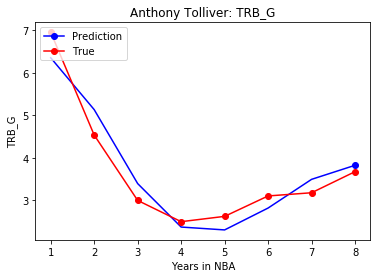 Anthony Tolliver: TRB_G
Prediction
True
7
6
5
4
3
TRB_G
1 2 3 4 5 6 7 8
Years in NBA